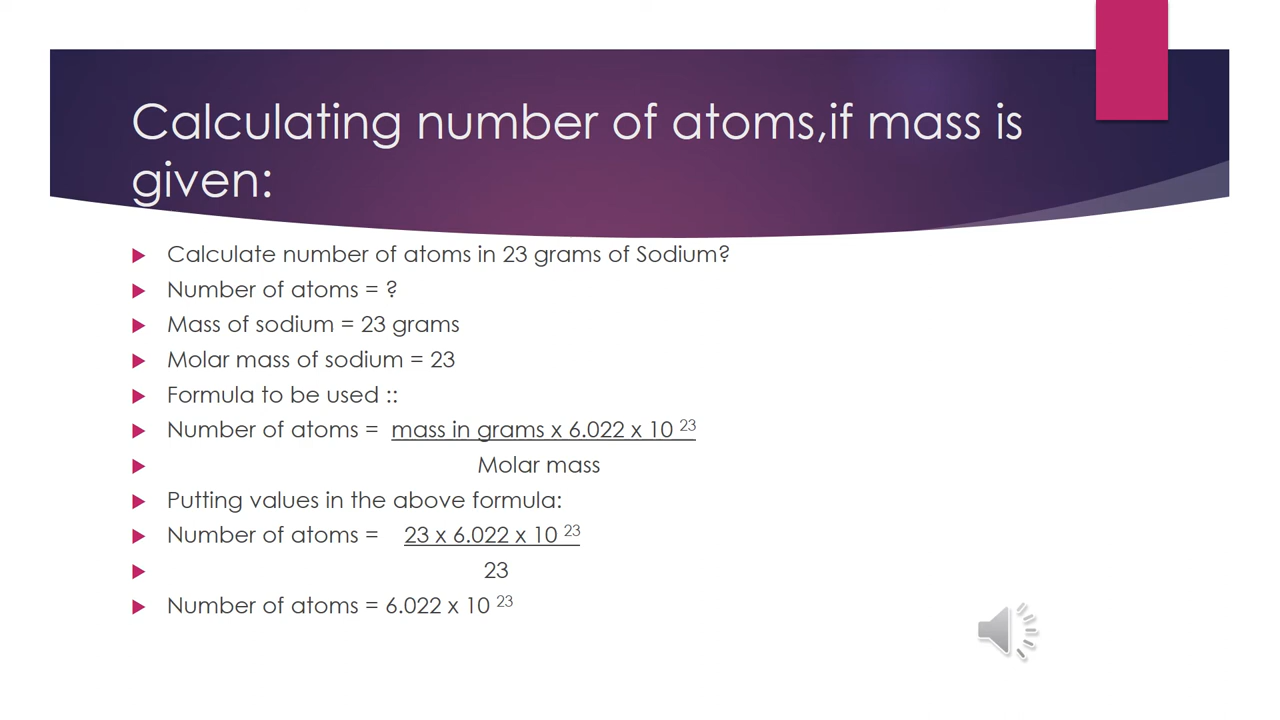 Calculating number of atoms,if mass is
given:
Calculate number of atoms in 23 grams of Sodium?
Number of atoms = ?
Mass of sodium = 23 grams
Molar mass of sodium = 23
Formula to be used ::
Number of atoms = mass in grams x 6.022 x 10 23
Molar mass
Putting values in the above formula:
Number of atoms = 23 x 6.022 x 10 23
23
Number of atoms = 6.022 x 10 23